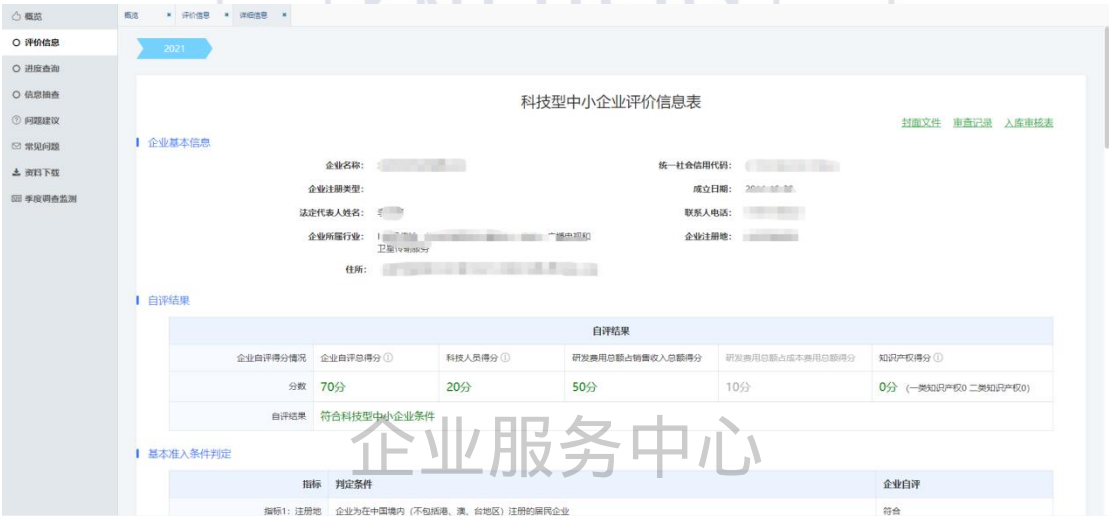 概览
评价信息
进度查询
信息抽查
问题建议
常见问题
资料下载
季度调查监测
概览 × 评价信息 × 详细信息 ×
2021
科技型中小企业评价信息表
封面文件 审查记录 入库审核表
企业基本信息
企业名称： 统一社会信用代码：
企业注册类型： 成立日期：
法定代表人姓名： 联系人电话：
企业所属行业： 广播电视和 企业注册地：
卫星传输服务
住所：
自评结果
自评结果
企业自评得分情况 企业自评总得分 科技人员得分 研发费用总额占销售收入总额得分 研发费用总额占成本费用总额得分 知识产权得分
分数 70分 20分 50分 10分 0分 (一类知识产权0 二类知识产权0)
自评结果 符合科技型中小企业条件
企业服务中心
基本准入条件判定
指标 判定条件 企业自评
指标1：注册地 企业为在中国境内（不包括港、澳、台地区）注册的居民企业 符合